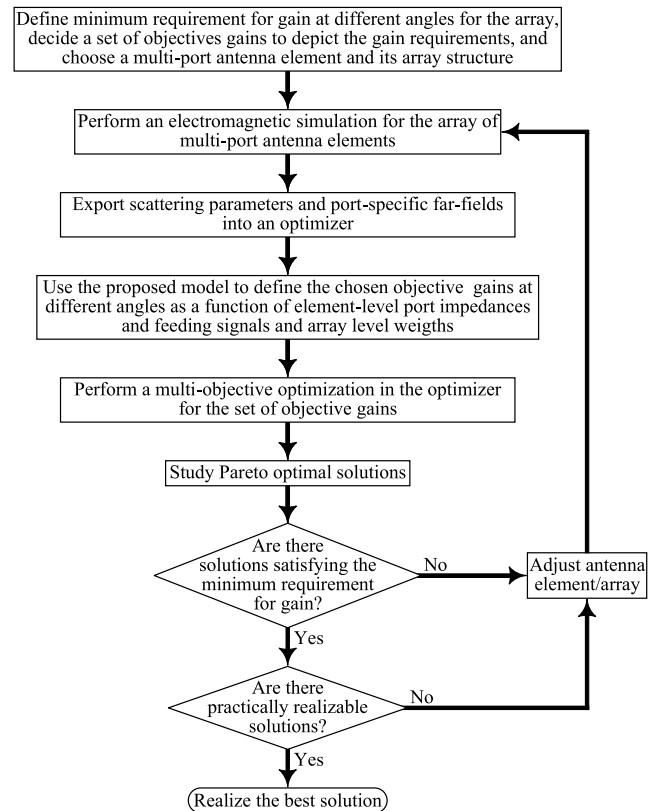 Define minimum requirement for gain at different angles for the array,
decide a set of objectives gains to depict the gain requirements, and
choose a multi-port antenna element and its array structure
Perform an electromagnetic simulation for the array of
multi-port antenna elements
Export scattering parameters and port-specific far-fields
into an optimizer
Use the proposed model to define the chosen objective gains at
different angles as a function of element-level port impedances
and feeding signals and array level weigths
Perform a multi-objective optimization in the optimizer
for the set of objective gains
Study Pareto optimal solutions
Are there
solutions satisfying the
minimum requirement
for gain?
No
Adjust antenna
element/array
Yes
Are there
practically realizable
solutions?
No
Yes
Realize the best solution